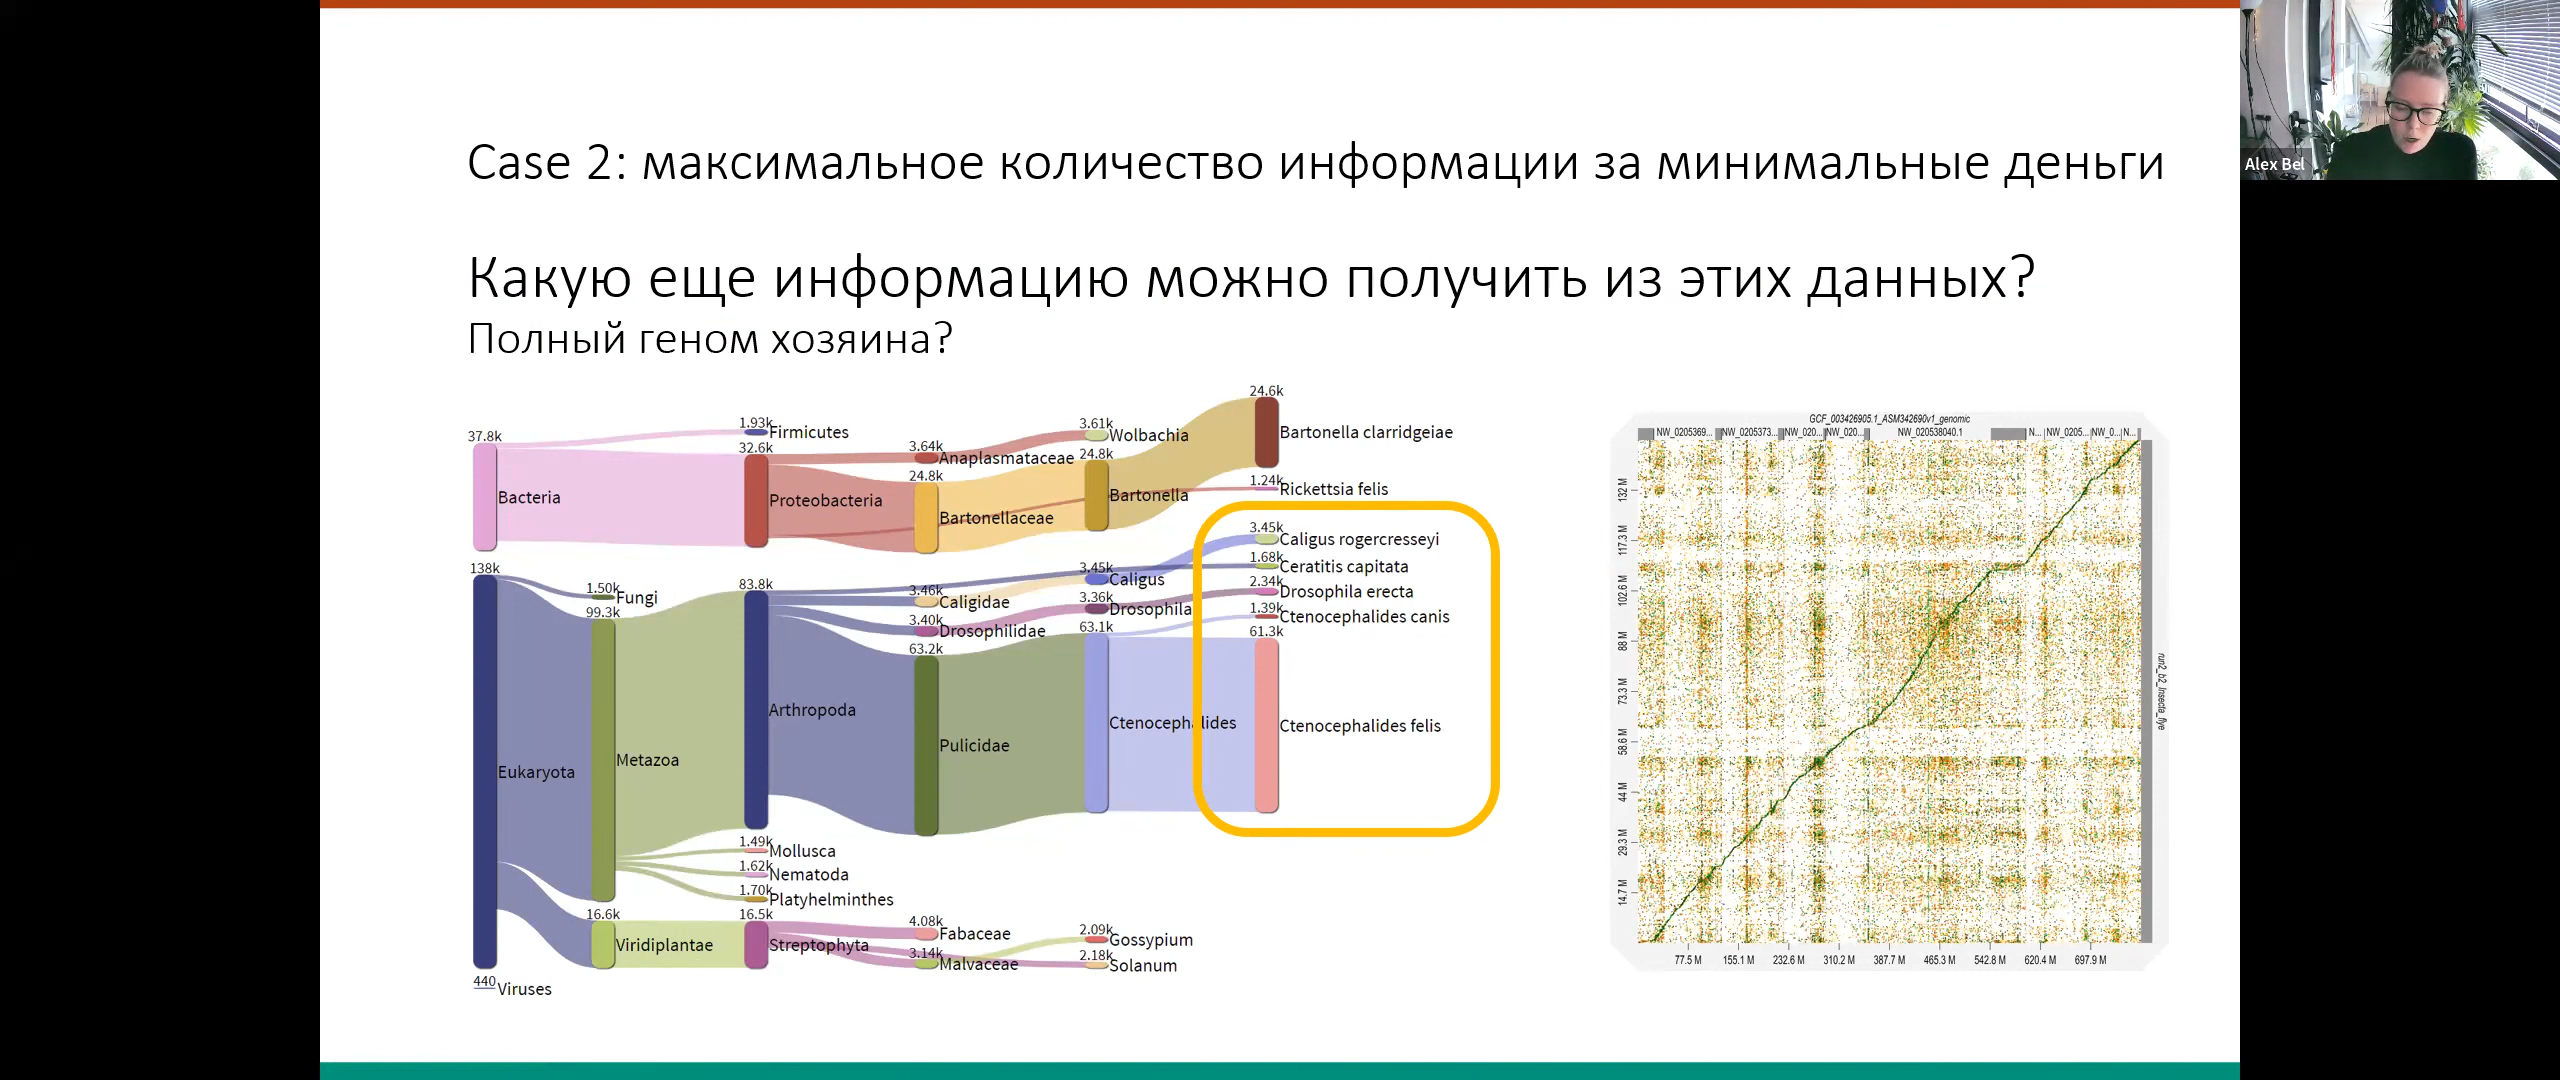 Alex Bel
Case 2: максимальное количество информации за минимальные деньги
Какую еще информацию можно получить из этих данных?
Полный геном хозяина?
37.8k
Bacteria
138k
Eukaryota
440
Viruses
1.50k
Fungi
99.3k
Metazoa
16.6k
Viridiplantae
1.93k
Firmicutes
32.6k
Proteobacteria
83.8k
Arthropoda
1.49k
Mollusca
1.62k
Nematoda
1.70k
Platyhelminthes
16.5k
Streptophyta
3.64k
Anaplasmataceae
24.8k
Bartonellaceae
3.46k
Caligidae
3.40k
Drosophilidae
63.2k
Pulicidae
4.08k
Fabaceae
3.14k
Malvaceae
3.61k
Wolbachia
24.8k
Bartonella
3.45k
Caligus
3.36k
Drosophila
63.1k
Ctenocephalides
2.09k
Gossypium
2.18k
Solanum
24.6k
Bartonella clarridgeiae
1.24k
Rickettsia felis
3.45k
Caligus rogercresseyi
1.68k
Ceratitis capitata
2.34k
Drosophila erecta
1.39k
Ctenocephalides canis
61.3k
Ctenocephalides felis
GCF_003426905.1_ASM342690v1_genomic
NW_0205369... NW_0205373... NW_020... NW_020... NW_020538040.1 N... NW_0205... NW_0... N...
132 M
117.3 M
102.6 M
88 M
73.3 M
58.6 M
44 M
29.3 M
14.7 M
run2_b2_Insecta_flye
77.5 M 155.1 M 232.6 M 310.2 M 387.7 M 465.3 M 542.8 M 620.4 M 697.9 M